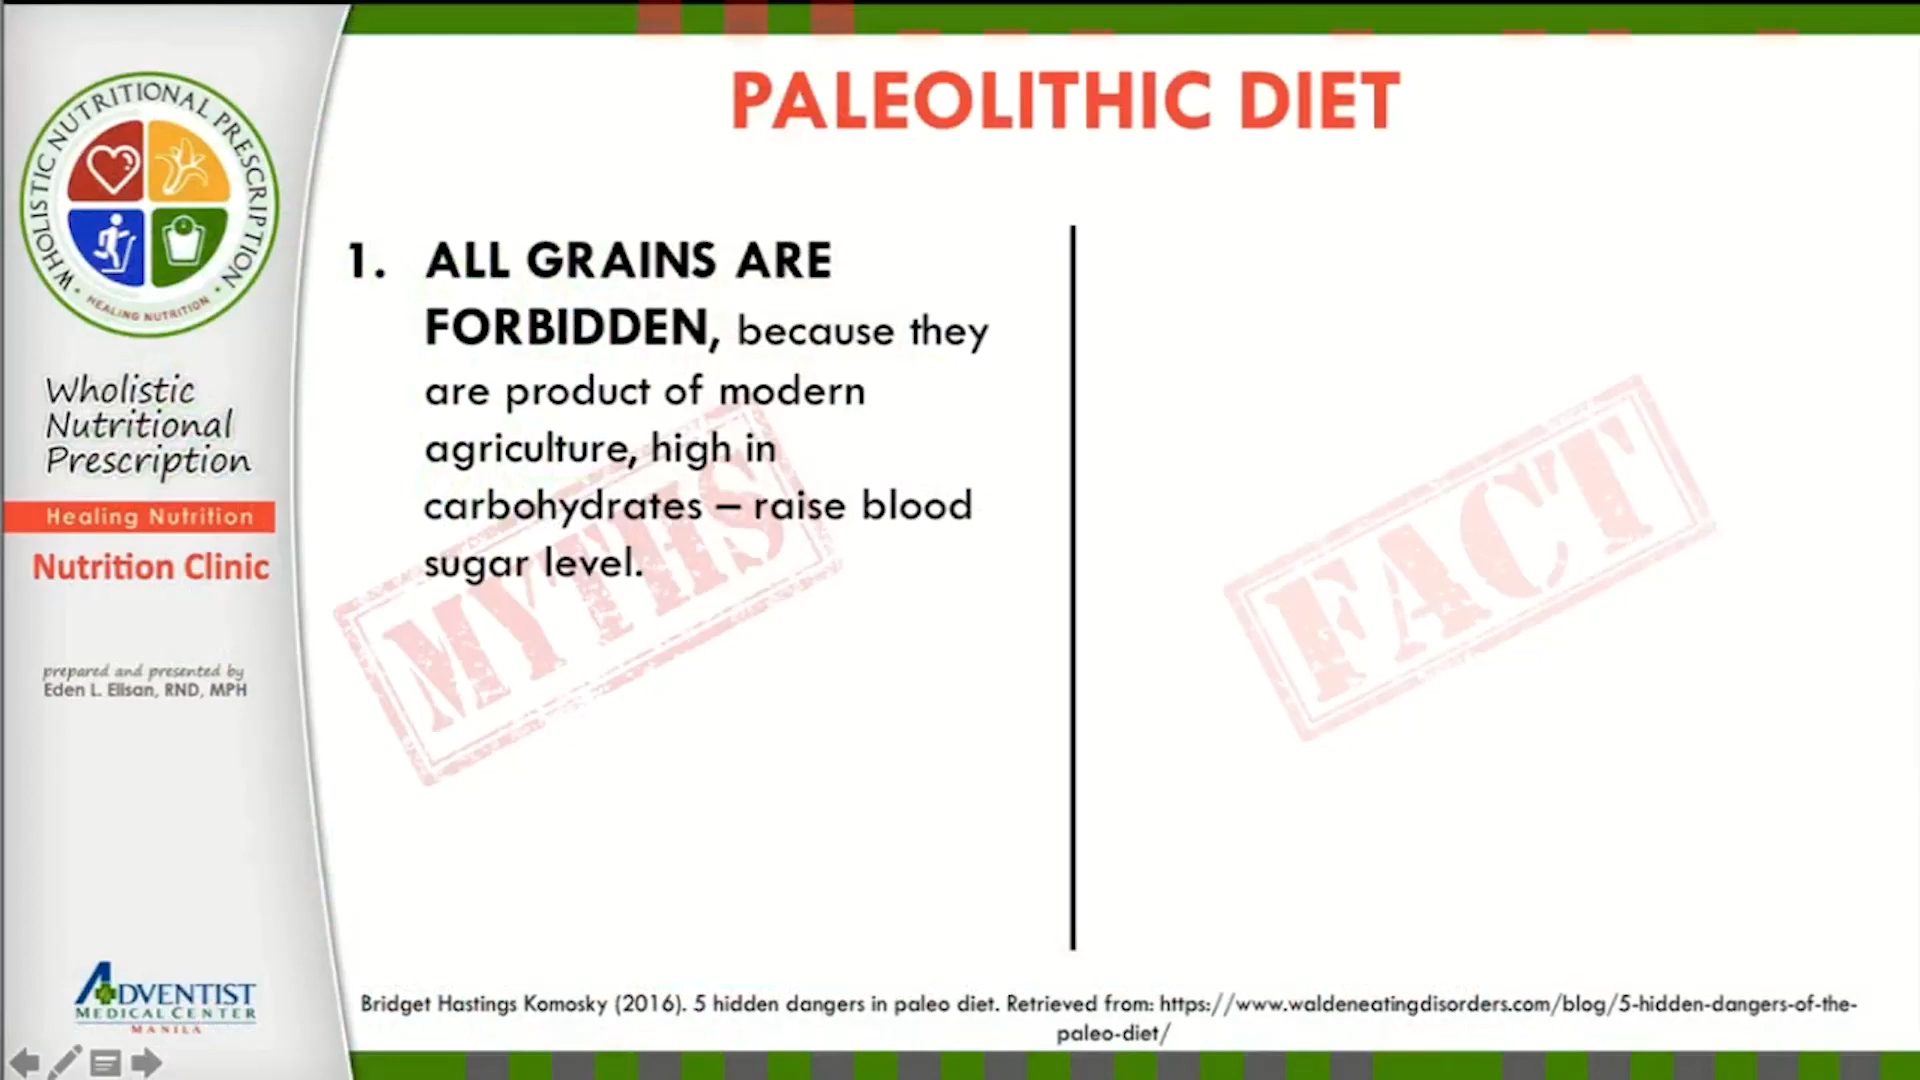 PALEOLITHIC DIET
WHOLISTIC NUTRITIONAL PRESCRIPTION
HEALING NUTRITION
Wholistic
Nutritional
Prescription
Healing Nutrition
Nutrition Clinic
prepared and presented by
Eden L. Elisan, RND, MPH
ADVENTIST
MEDICAL CENTER
MANILA
1. ALL GRAINS ARE
FORBIDDEN, because they
are product of modern
agriculture, high in
carbohydrates – raise blood
sugar level.
MYTHS
FACT
Bridget Hastings Komosky (2016). 5 hidden dangers in paleo diet. Retrieved from: https://www.waldeneatingdisorders.com/blog/5-hidden-dangers-of-the-
paleo-diet/